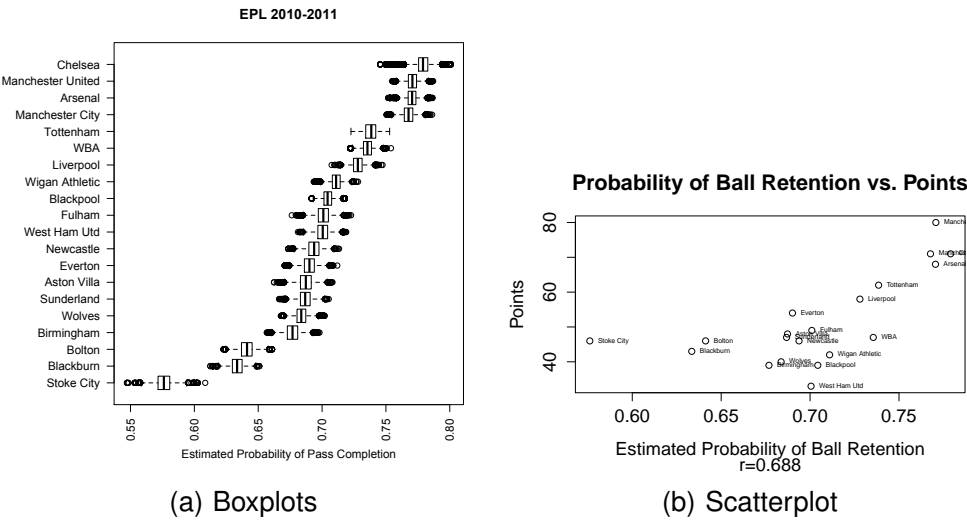 EPL 2010-2011
Chelsea
Manchester United
Arsenal
Manchester City
Tottenham
WBA
Liverpool
Wigan Athletic
Blackpool
Fulham
West Ham Utd
Newcastle
Everton
Aston Villa
Sunderland
Wolves
Birmingham
Bolton
Blackburn
Stoke City
0.55 0.60 0.65 0.70 0.75 0.80
Estimated Probability of Pass Completion
(a) Boxplots
Probability of Ball Retention vs. Points
Points
80
60
40
Manch
Arsenal
Tottenham
Liverpool
Everton
Fulham
Aston Villa
Sunderland
WBA
Stoke City
Bolton
Newcastle
Blackburn
Wigan Athletic
Wolves
Birmingham
Blackpool
West Ham Utd
0.60 0.65 0.70 0.75
Estimated Probability of Ball Retention
r=0.688
(b) Scatterplot